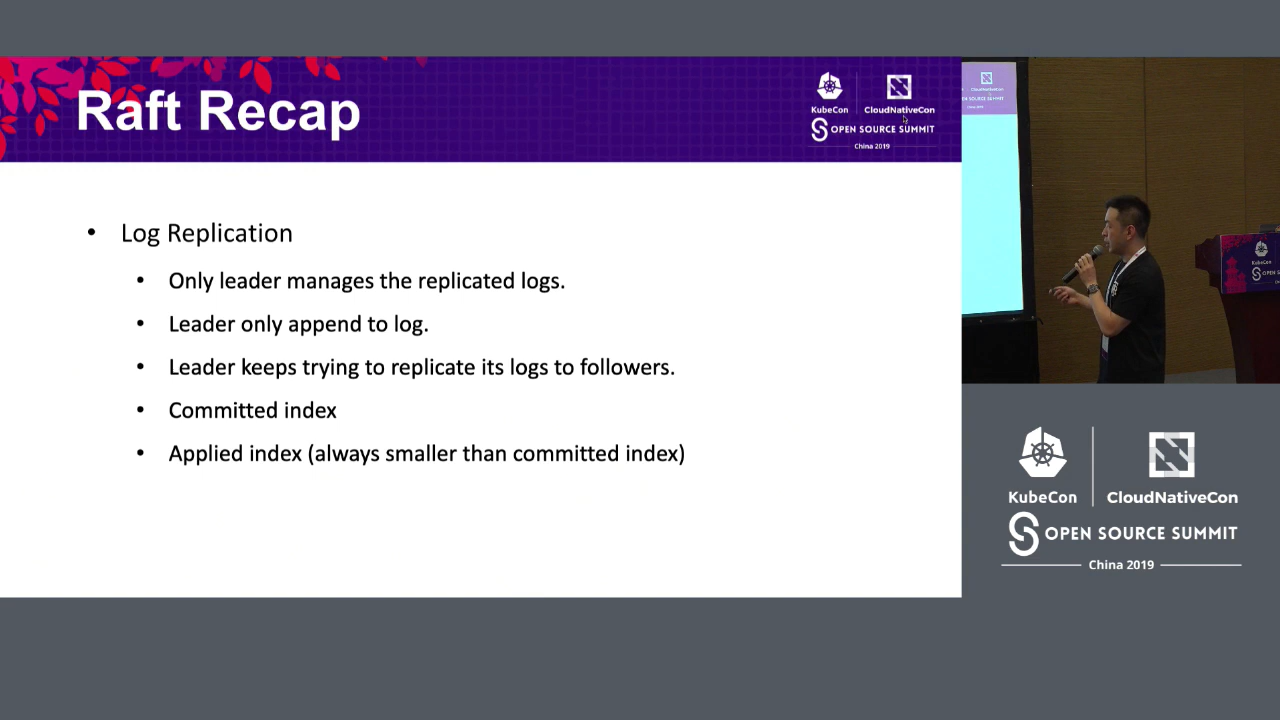 Raft Recap
KubeCon
CloudNativeCon
OPEN SOURCE SUMMIT
China 2019
• Log Replication
• Only leader manages the replicated logs.
• Leader only append to log.
• Leader keeps trying to replicate its logs to followers.
• Committed index
• Applied index (always smaller than committed index)
KubeCon
KubeCon
CloudNativeCon
OPEN SOURCE SUMMIT
China 2019